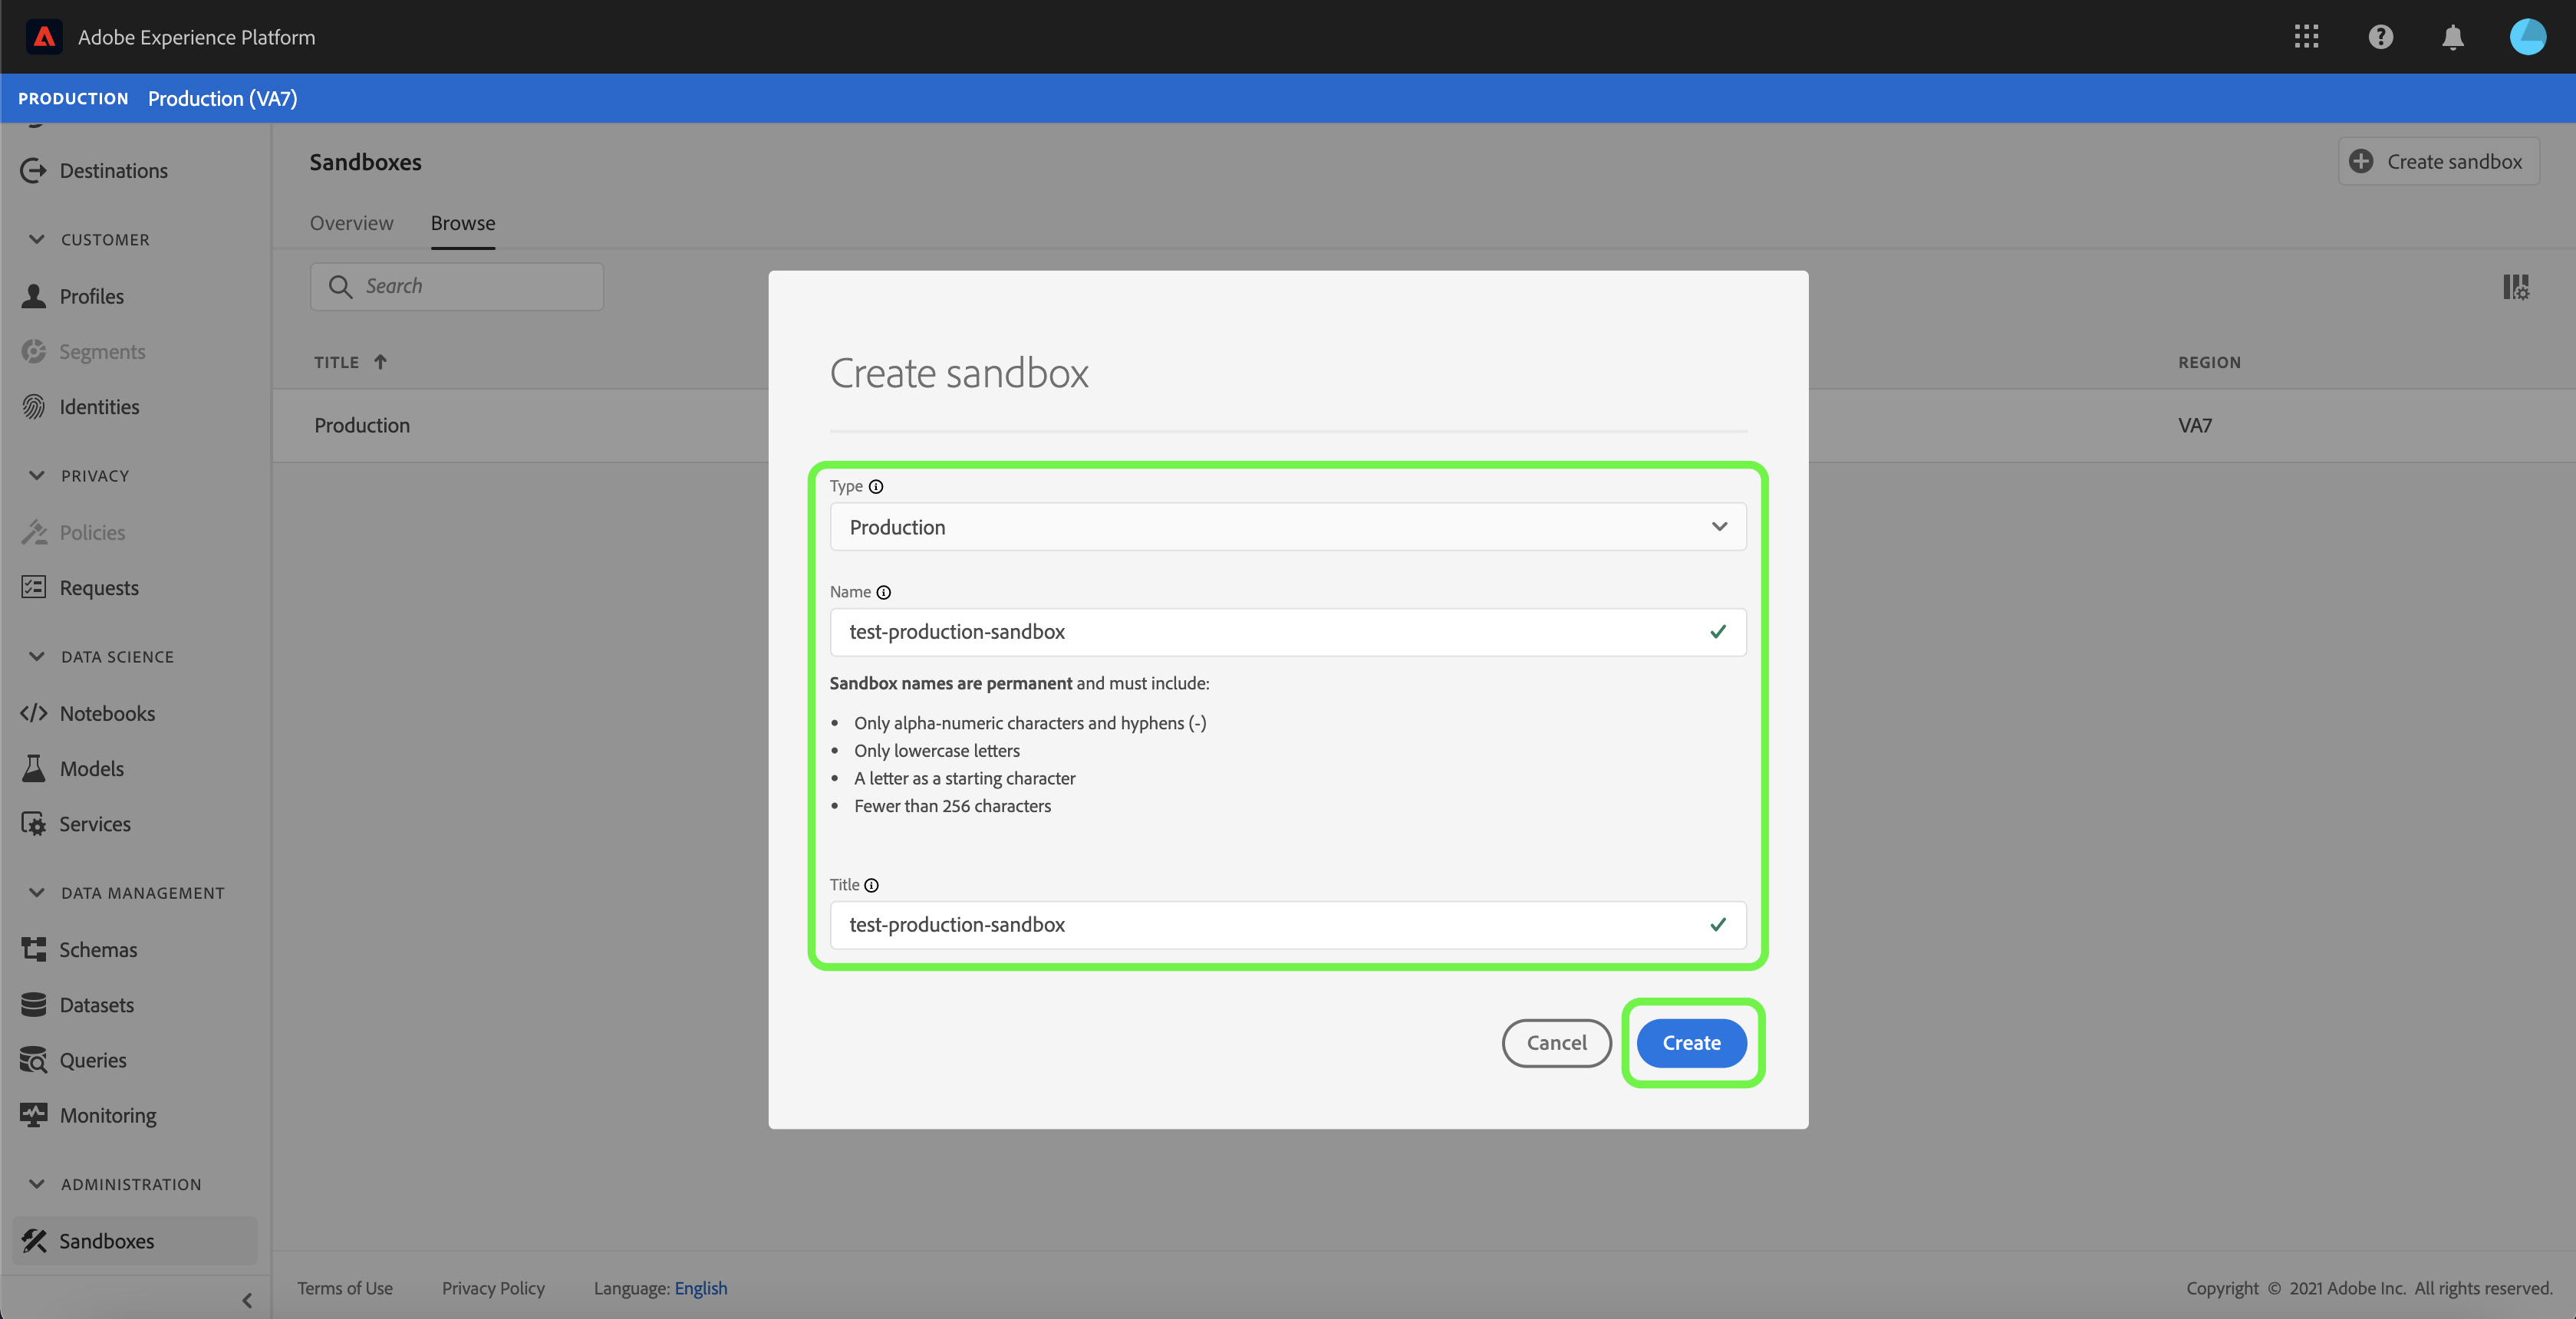 Adobe Experience Platform
PRODUCTION Production (VA7)
Destinations
CUSTOMER
Profiles
Segments
Identities
PRIVACY
Policies
Requests
DATA SCIENCE
Notebooks
Models
Services
DATA MANAGEMENT
Schemas
Datasets
Queries
Monitoring
ADMINISTRATION
Sandboxes
Sandboxes
Create sandbox
Overview Browse
Search
TITLE REGION
Production VA7
Create sandbox
Type
Production
Name
test-production-sandbox
Sandbox names are permanent and must include:
• Only alpha-numeric characters and hyphens (-)
• Only lowercase letters
• A letter as a starting character
• Fewer than 256 characters
Title
test-production-sandbox
Cancel Create
Terms of Use Privacy Policy Language: English Copyright © 2021 Adobe Inc. All rights reserved.